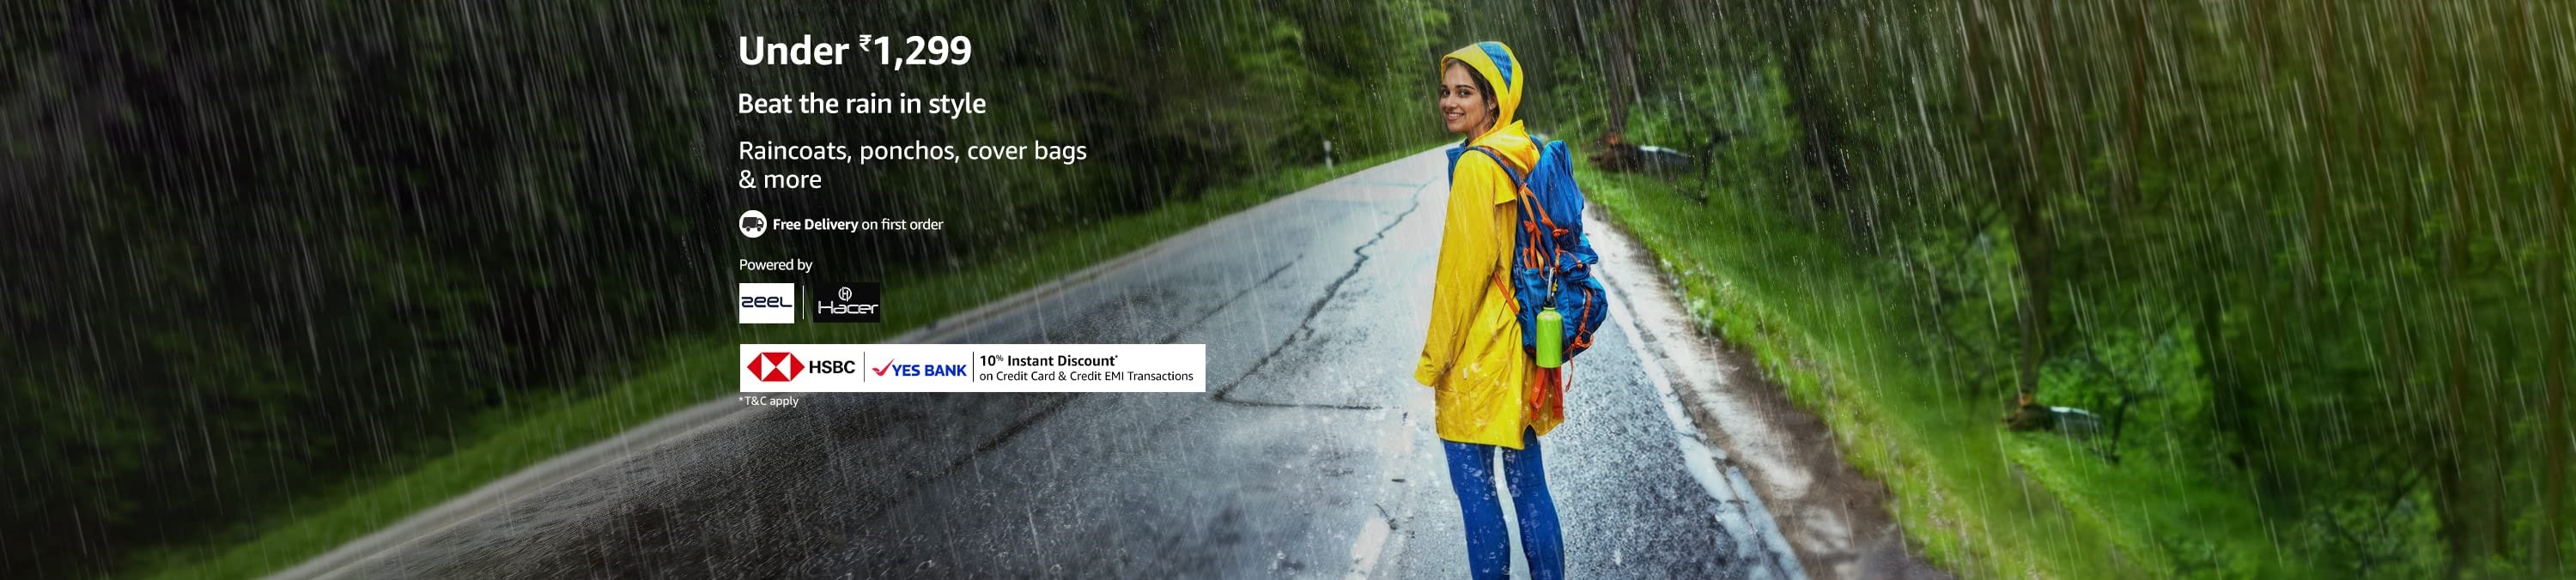 Under ₹1,299
Beat the rain in style
Raincoats, ponchos, cover bags
& more
Free Delivery on first order
Powered by
ZEEL
Hacer
HSBC
YES BANK
10% Instant Discount*
on Credit Card & Credit EMI Transactions
*T&C apply